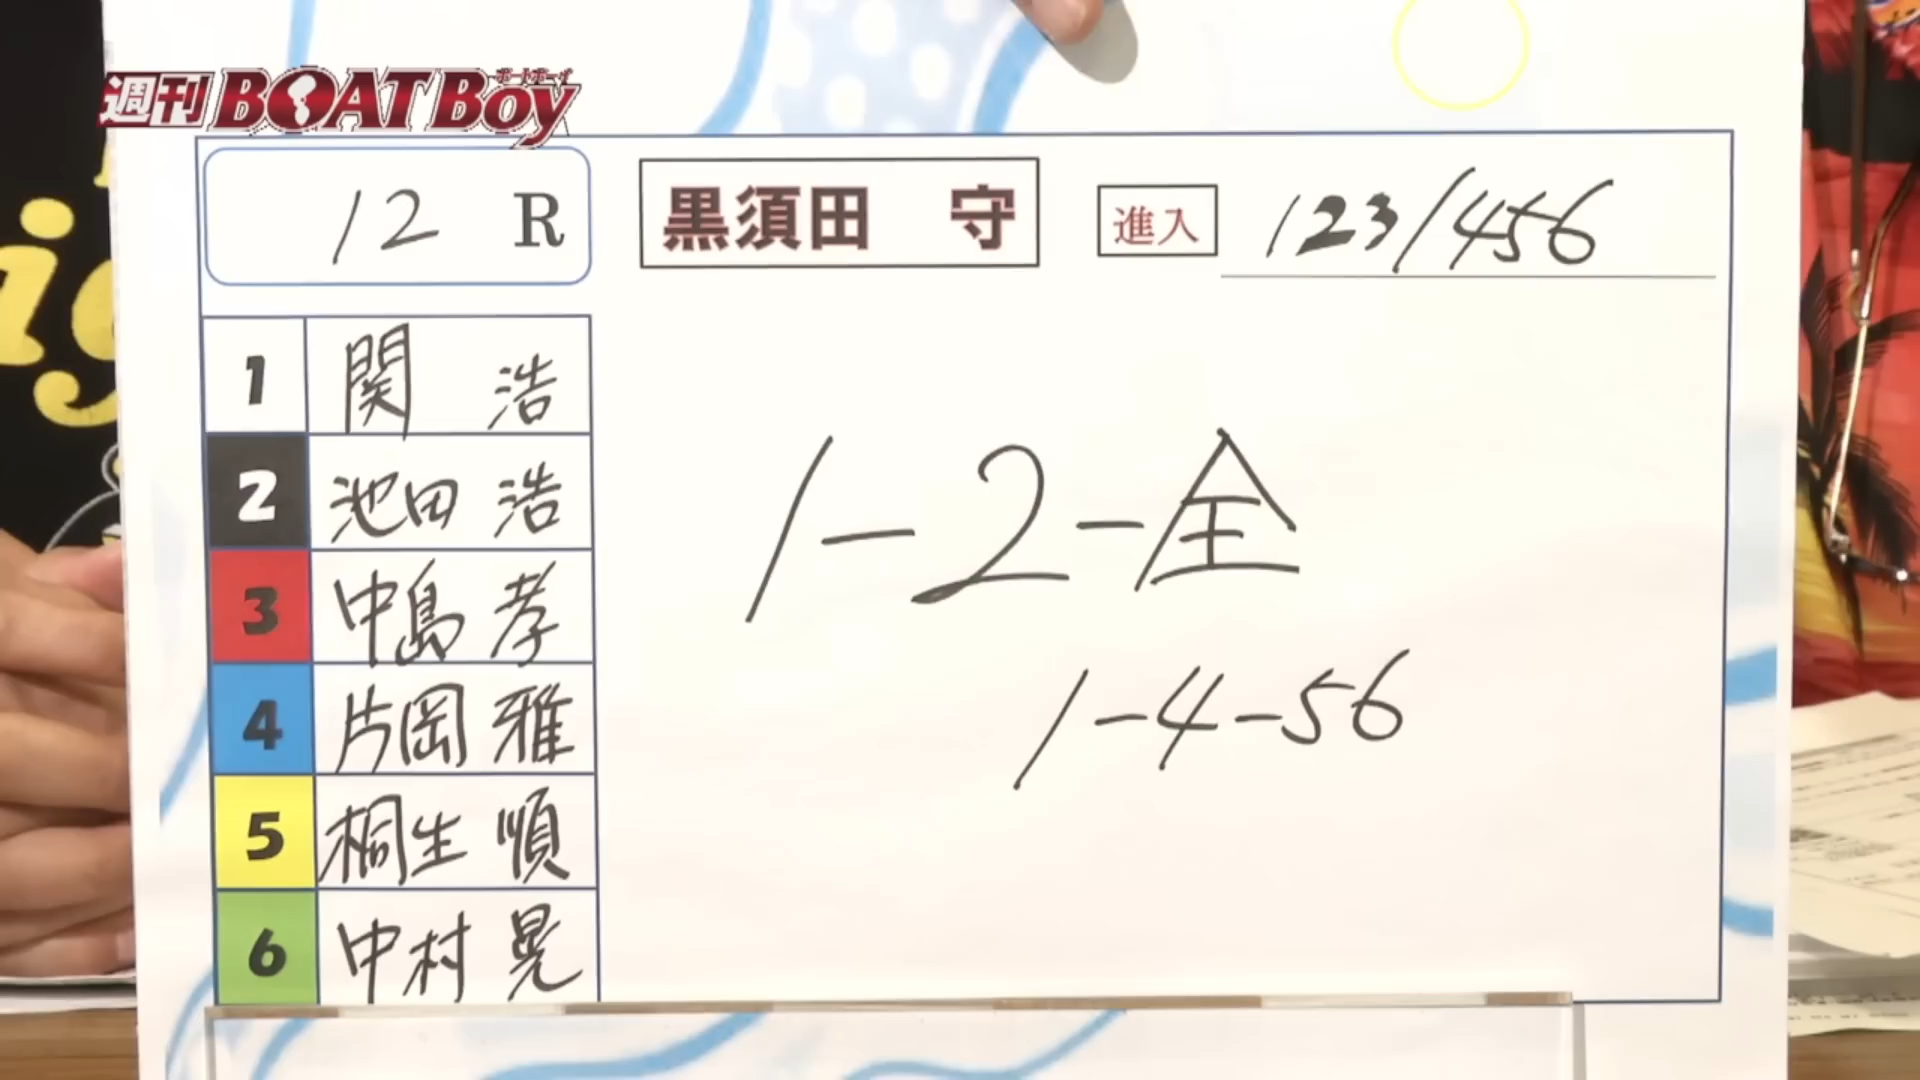 週刊BOATBoy ボートボーイ
12 R 黒須田 守 進入 123/456
1 関 浩
2 池田 浩
3 中島 孝
4 片岡 雅
5 桐生 順
6 中村 晃
1-2-全
1-4-56